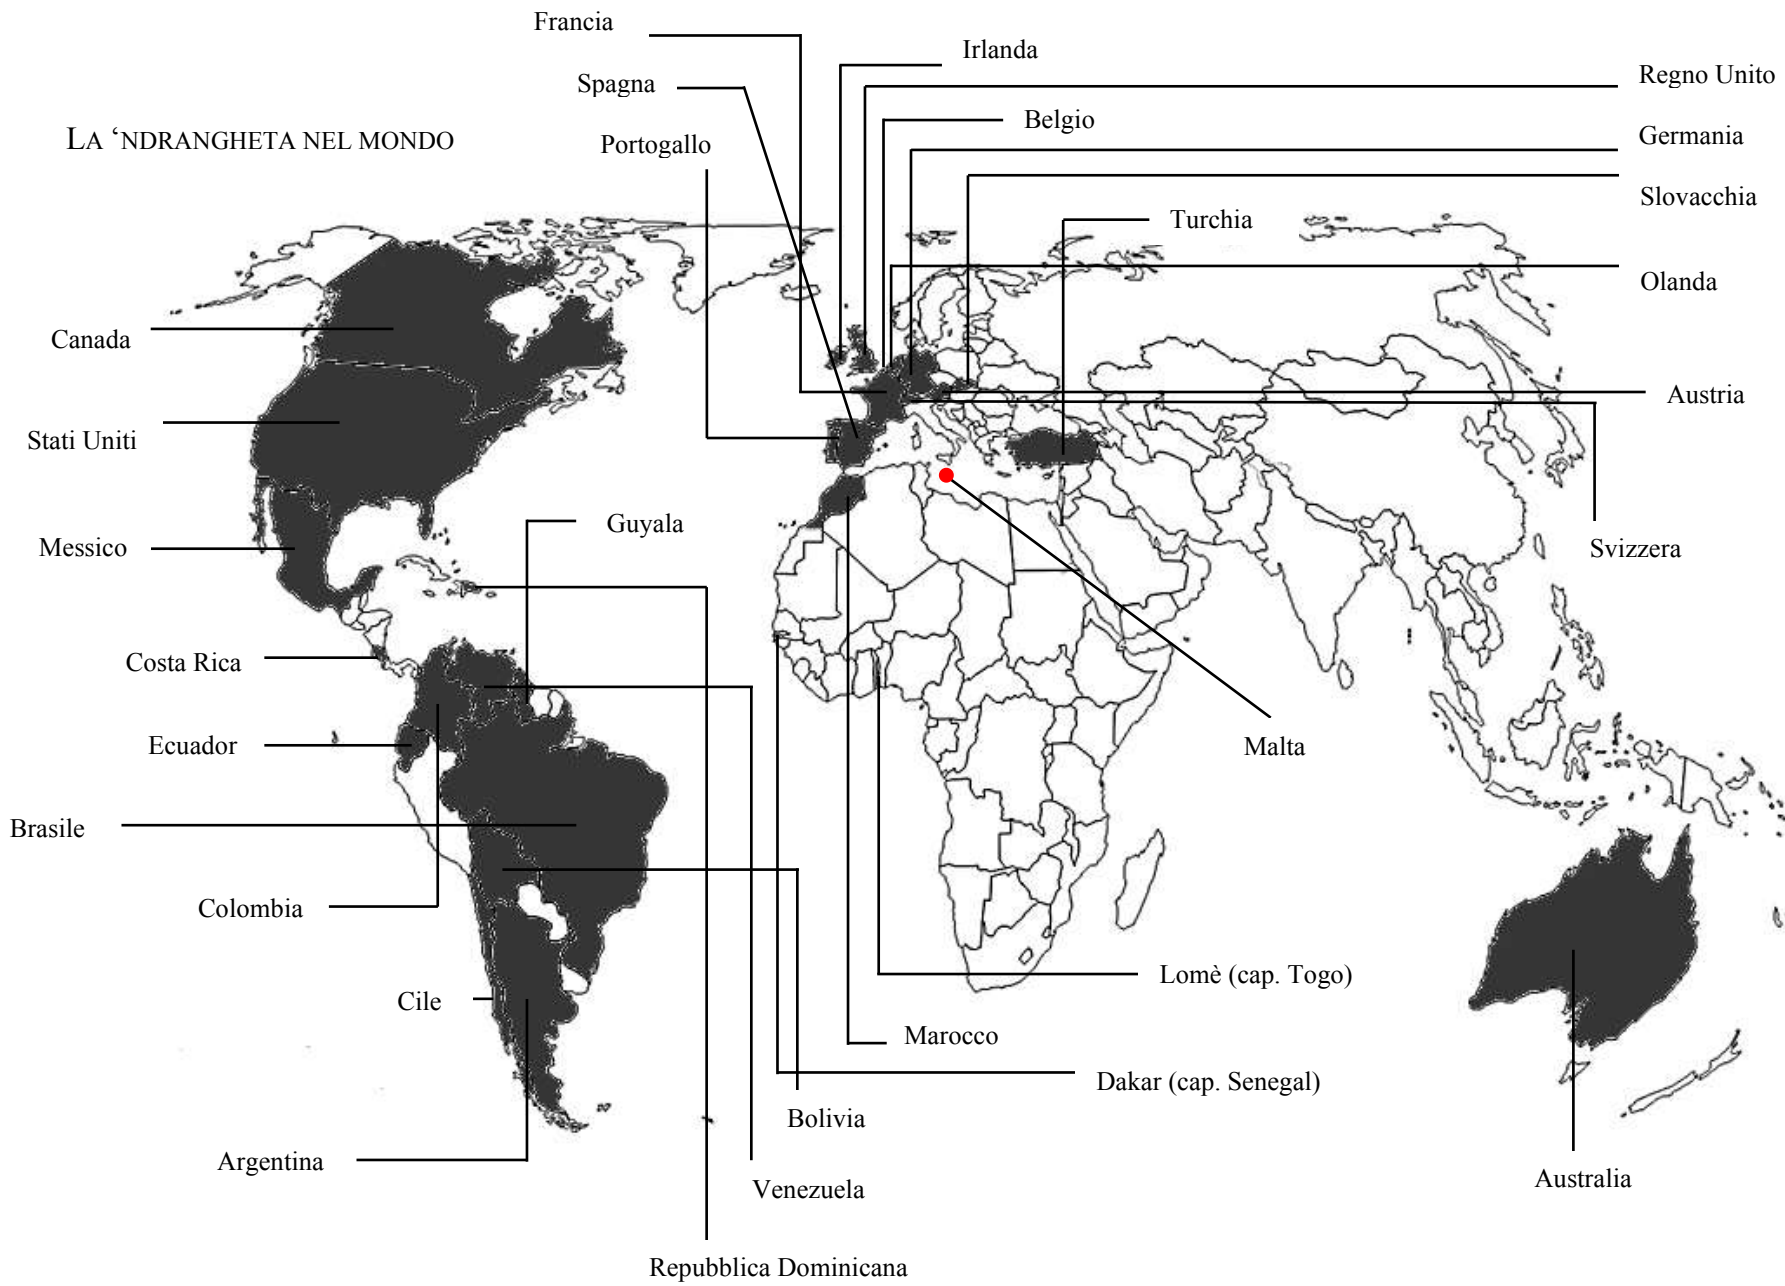 Francia
Irlanda
Regno Unito
Spagna
Belgio
LA ‘NDRANGHETA NEL MONDO
Portogallo
Germania
Slovacchia
Turchia
Olanda
Canada
Austria
Stati Uniti
Guyala
Messico
Svizzera
Costa Rica
Ecuador
Malta
Brasile
Colombia
Lomè (cap. Togo)
Cile
Marocco
Dakar (cap. Senegal)
Bolivia
Argentina
Venezuela
Australia
Repubblica Dominicana